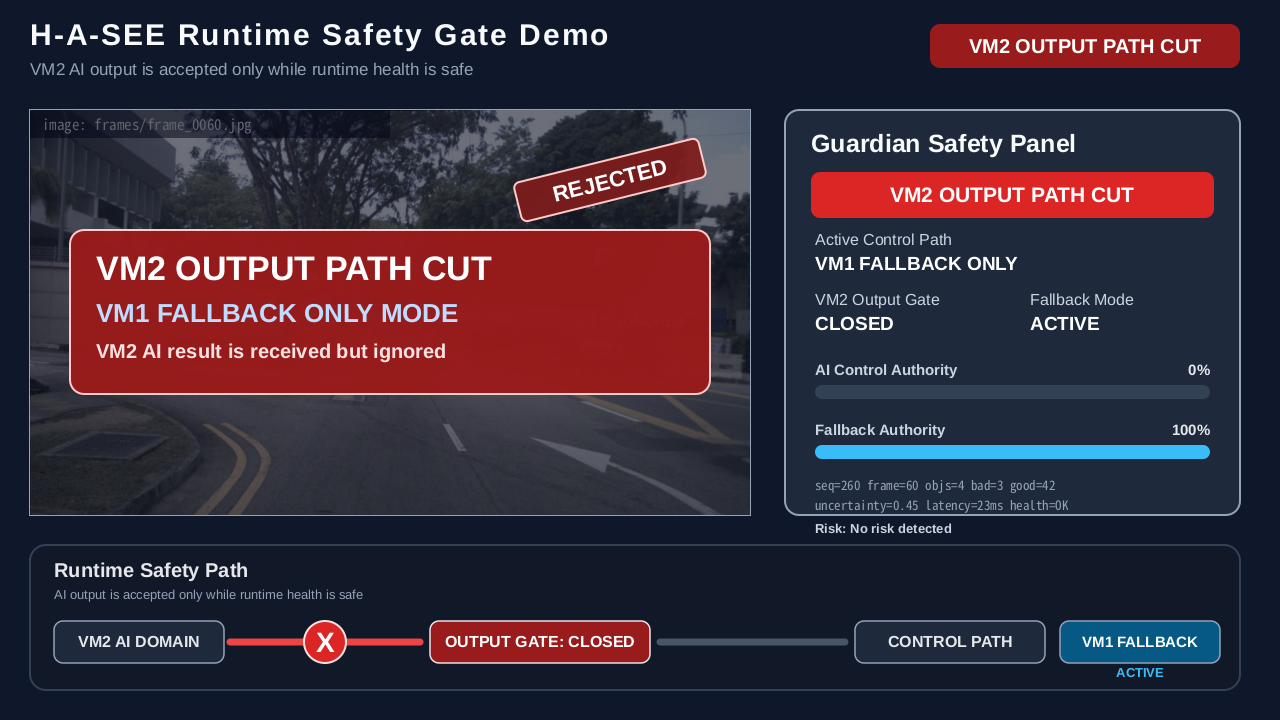 H-A-SEE Runtime Safety Gate Demo
VM2 AI output is accepted only while runtime health is safe
VM2 OUTPUT PATH CUT
image: frames/frame_0060.jpg
REJECTED
VM2 OUTPUT PATH CUT
VM1 FALLBACK ONLY MODE
VM2 AI result is received but ignored
Guardian Safety Panel
VM2 OUTPUT PATH CUT
Active Control Path
VM1 FALLBACK ONLY
VM2 Output Gate
CLOSED
Fallback Mode
ACTIVE
AI Control Authority 0%
Fallback Authority 100%
seq=260 frame=60 objs=4 bad=3 good=42
uncertainty=0.45 latency=23ms health=OK
Risk: No risk detected
Runtime Safety Path
AI output is accepted only while runtime health is safe
VM2 AI DOMAIN
X
OUTPUT GATE: CLOSED
CONTROL PATH
VM1 FALLBACK
ACTIVE